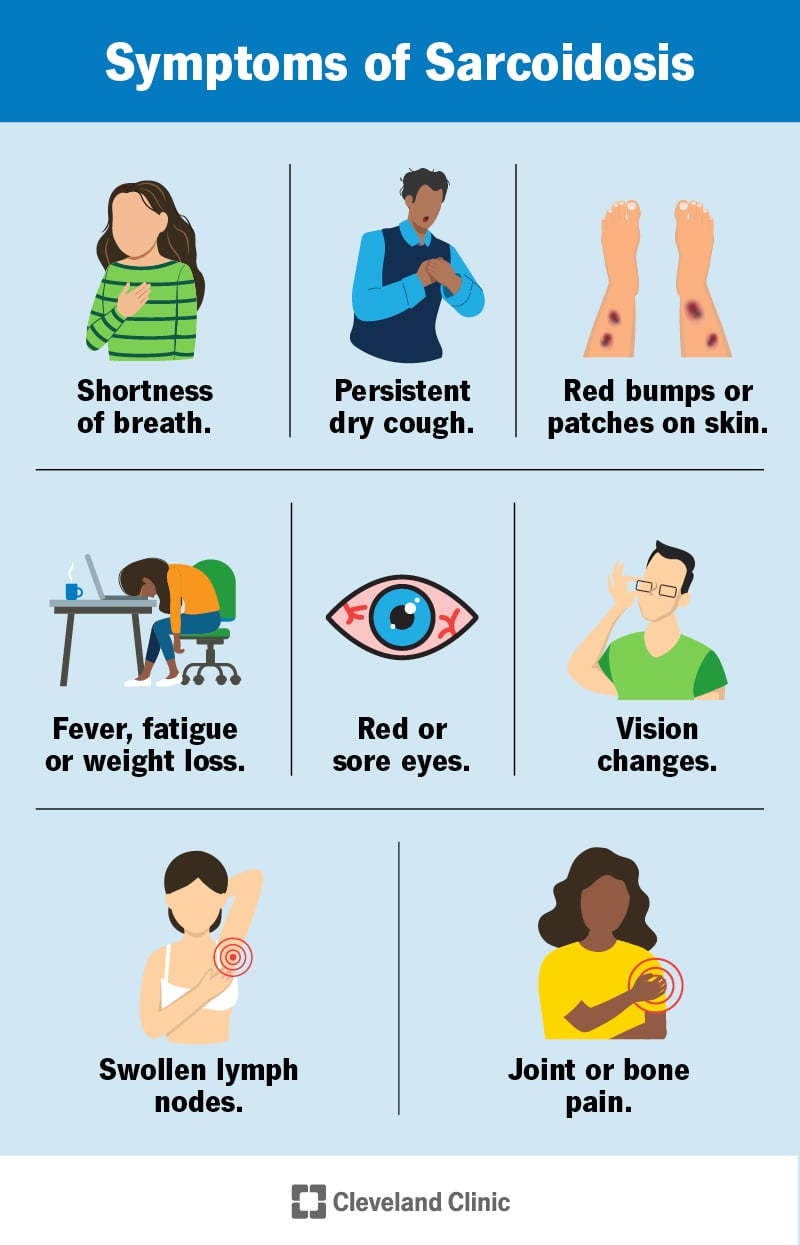 Symptoms of Sarcoidosis
Shortness
of breath.
Persistent
dry cough.
Red bumps or
patches on skin.
Fever, fatigue
or weight loss.
Red or
sore eyes.
Vision
changes.
Swollen lymph
nodes.
Joint or bone
pain.
Cleveland Clinic